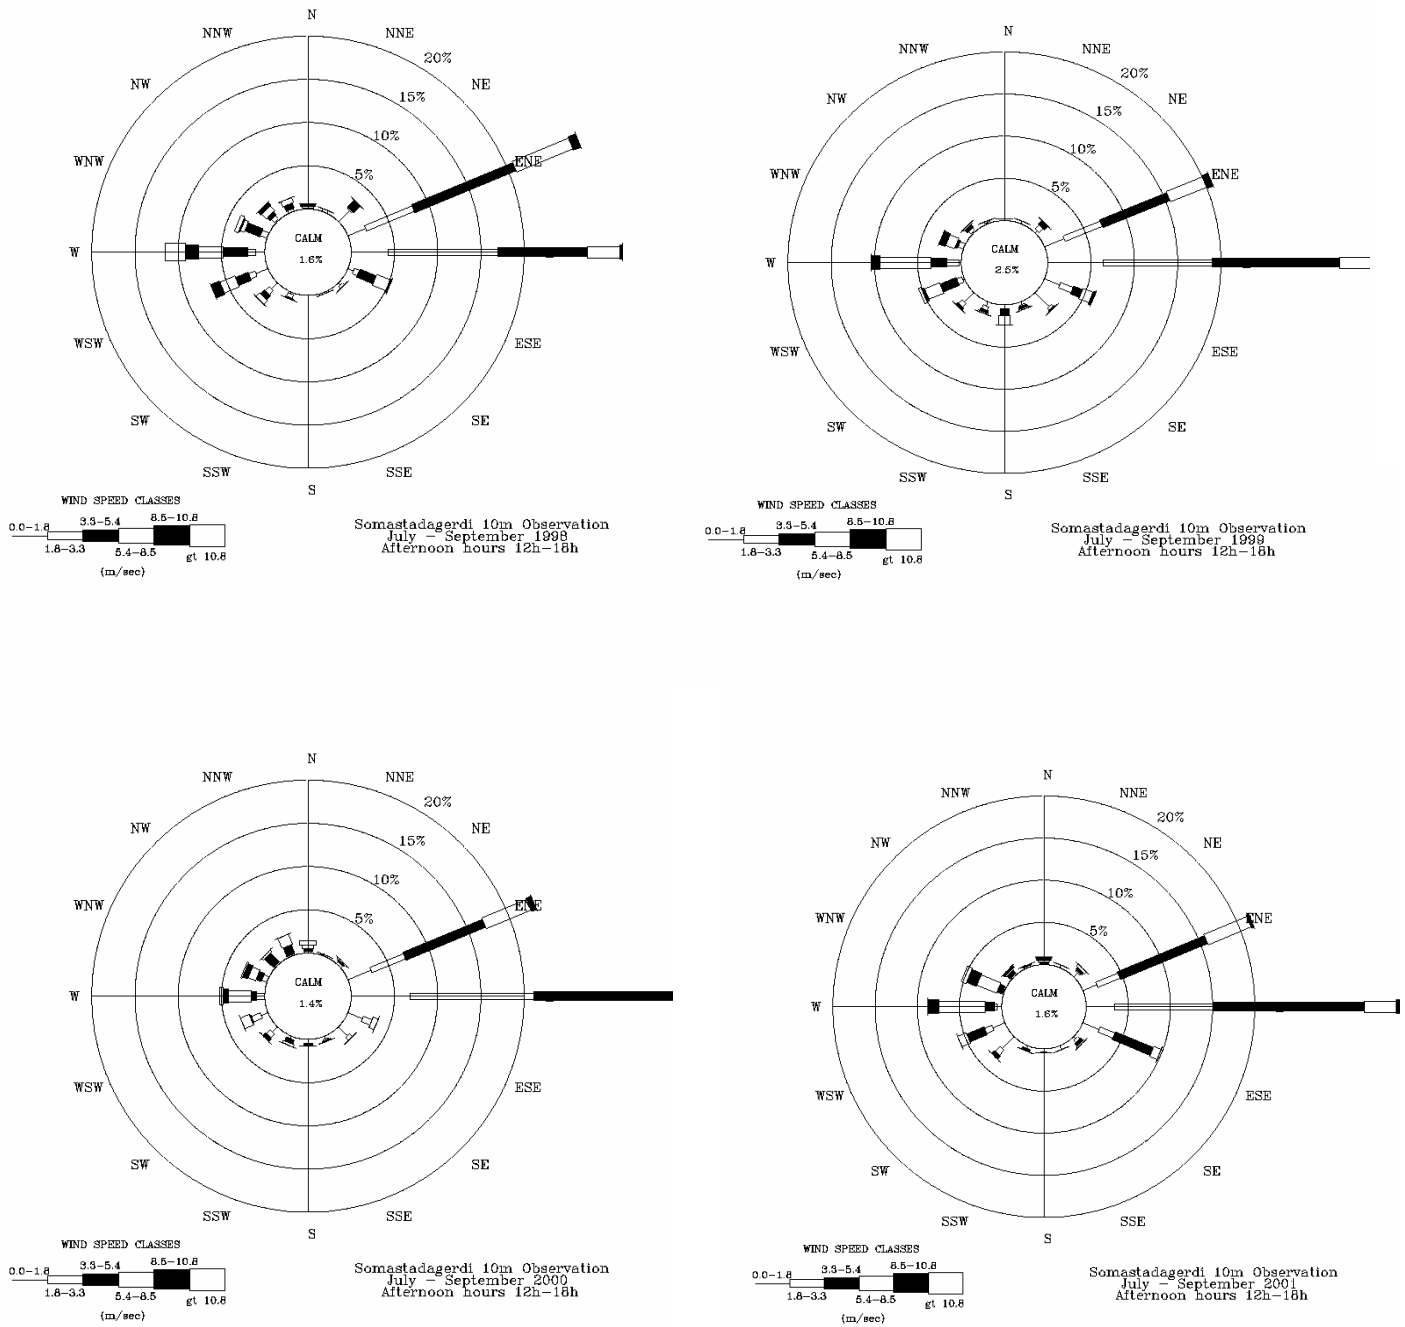 N
NNW
NNE
20%
NW
NE
15%
10%
WNW
ENE
5%
CALM
1.6%
W
WSW
ESE
SW
SE
SSW
SSE
S
WIND SPEED CLASSES
3.3-5.4
8.5-10.8
0.0-1.8
1.8-3.3
5.4-8.5
gt 10.8
(m/sec)
Somastadagerdi 10m Observation
July - September 1998
Afternoon hours 12h-18h
N
NNW
NNE
20%
NW
NE
15%
10%
WNW
ENE
5%
CALM
2.5%
W
WSW
ESE
SW
SE
SSW
SSE
S
WIND SPEED CLASSES
3.3-5.4
8.5-10.8
0.0-1.8
1.8-3.3
5.4-8.5
gt 10.8
(m/sec)
Somastadagerdi 10m Observation
July - September 1999
Afternoon hours 12h-18h
N
NNW
NNE
20%
NW
NE
15%
10%
WNW
ENE
5%
CALM
1.4%
W
WSW
ESE
SW
SE
SSW
SSE
S
WIND SPEED CLASSES
3.3-5.4
8.5-10.8
0.0-1.8
1.8-3.3
5.4-8.5
gt 10.8
(m/sec)
Somastadagerdi 10m Observation
July - September 2000
Afternoon hours 12h-18h
N
NNW
NNE
20%
NW
NE
15%
10%
WNW
ENE
5%
CALM
1.6%
W
WSW
ESE
SW
SE
SSW
SSE
S
WIND SPEED CLASSES
3.3-5.4
8.5-10.8
0.0-1.8
1.8-3.3
5.4-8.5
gt 10.8
(m/sec)
Somastadagerdi 10m Observation
July - September 2001
Afternoon hours 12h-18h